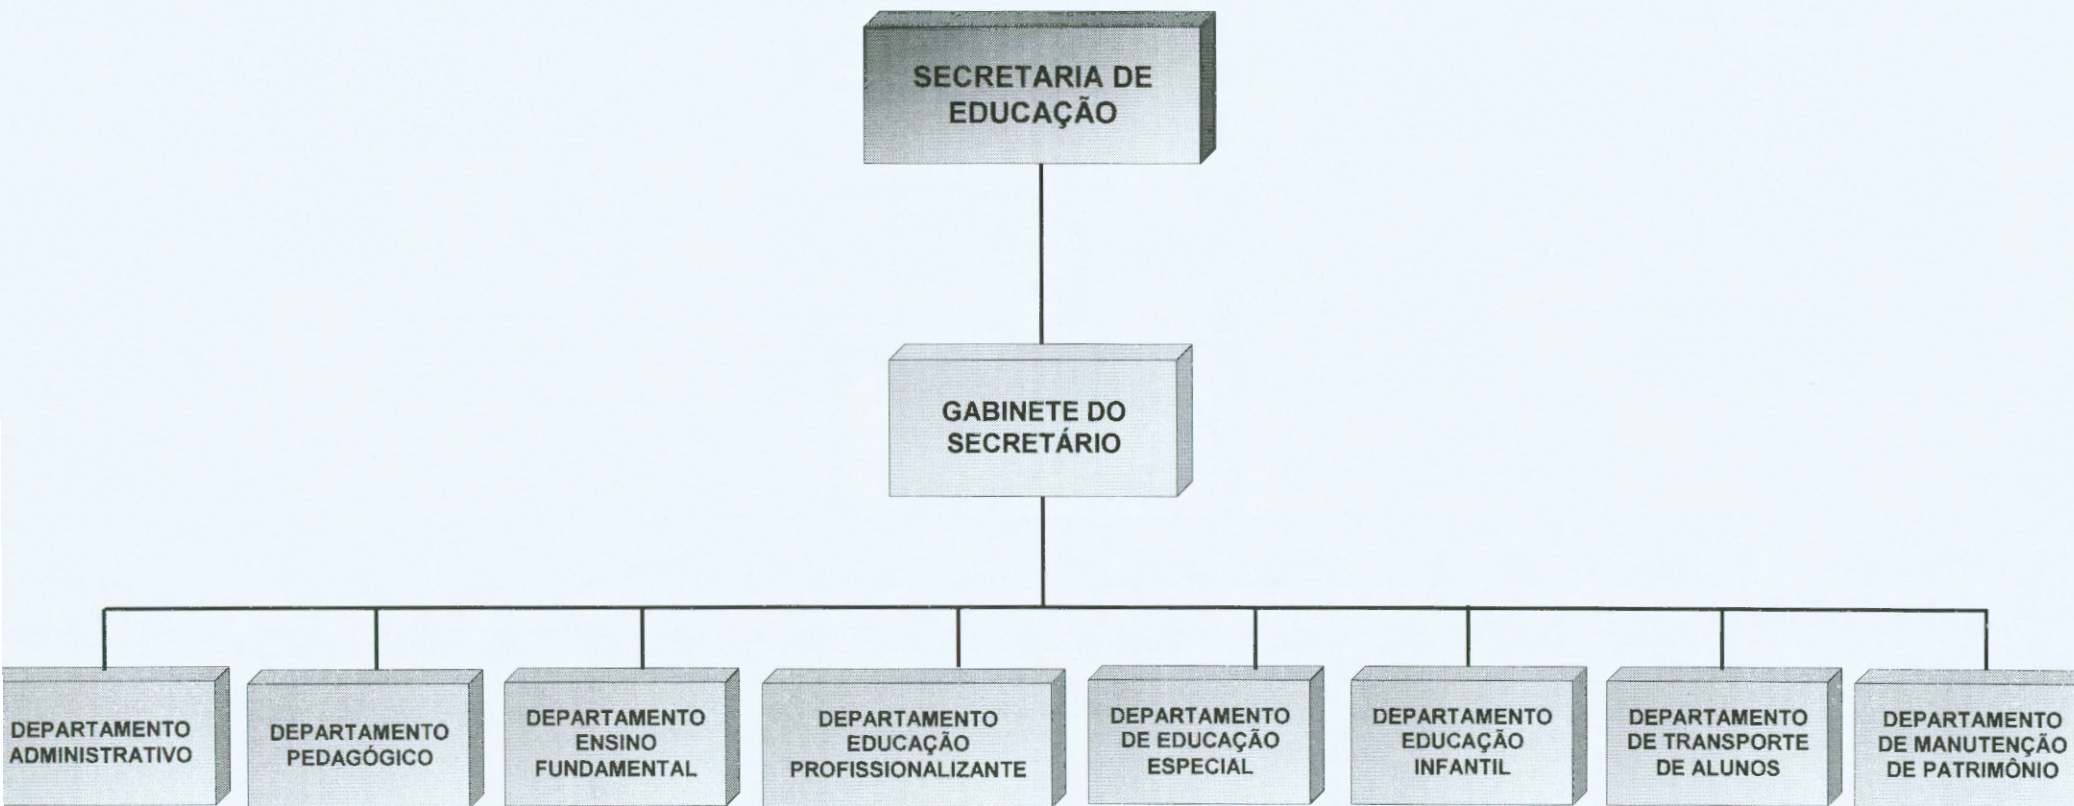 SECRETARIA DE
EDUCAÇÃO
GABINETE DO
SECRETÁRIO
DEPARTAMENTO
ADMINISTRATIVO
DEPARTAMENTO
PEDAGÓGICO
DEPARTAMENTO
ENSINO
FUNDAMENTAL
DEPARTAMENTO
EDUCAÇÃO
PROFISSIONALIZANTE
DEPARTAMENTO
DE EDUCAÇÃO
ESPECIAL
DEPARTAMENTO
EDUCAÇÃO
INFANTIL
DEPARTAMENTO
DE TRANSPORTE
DE ALUNOS
DEPARTAMENTO
DE MANUTENÇÃO
DE PATRIMÔNIO